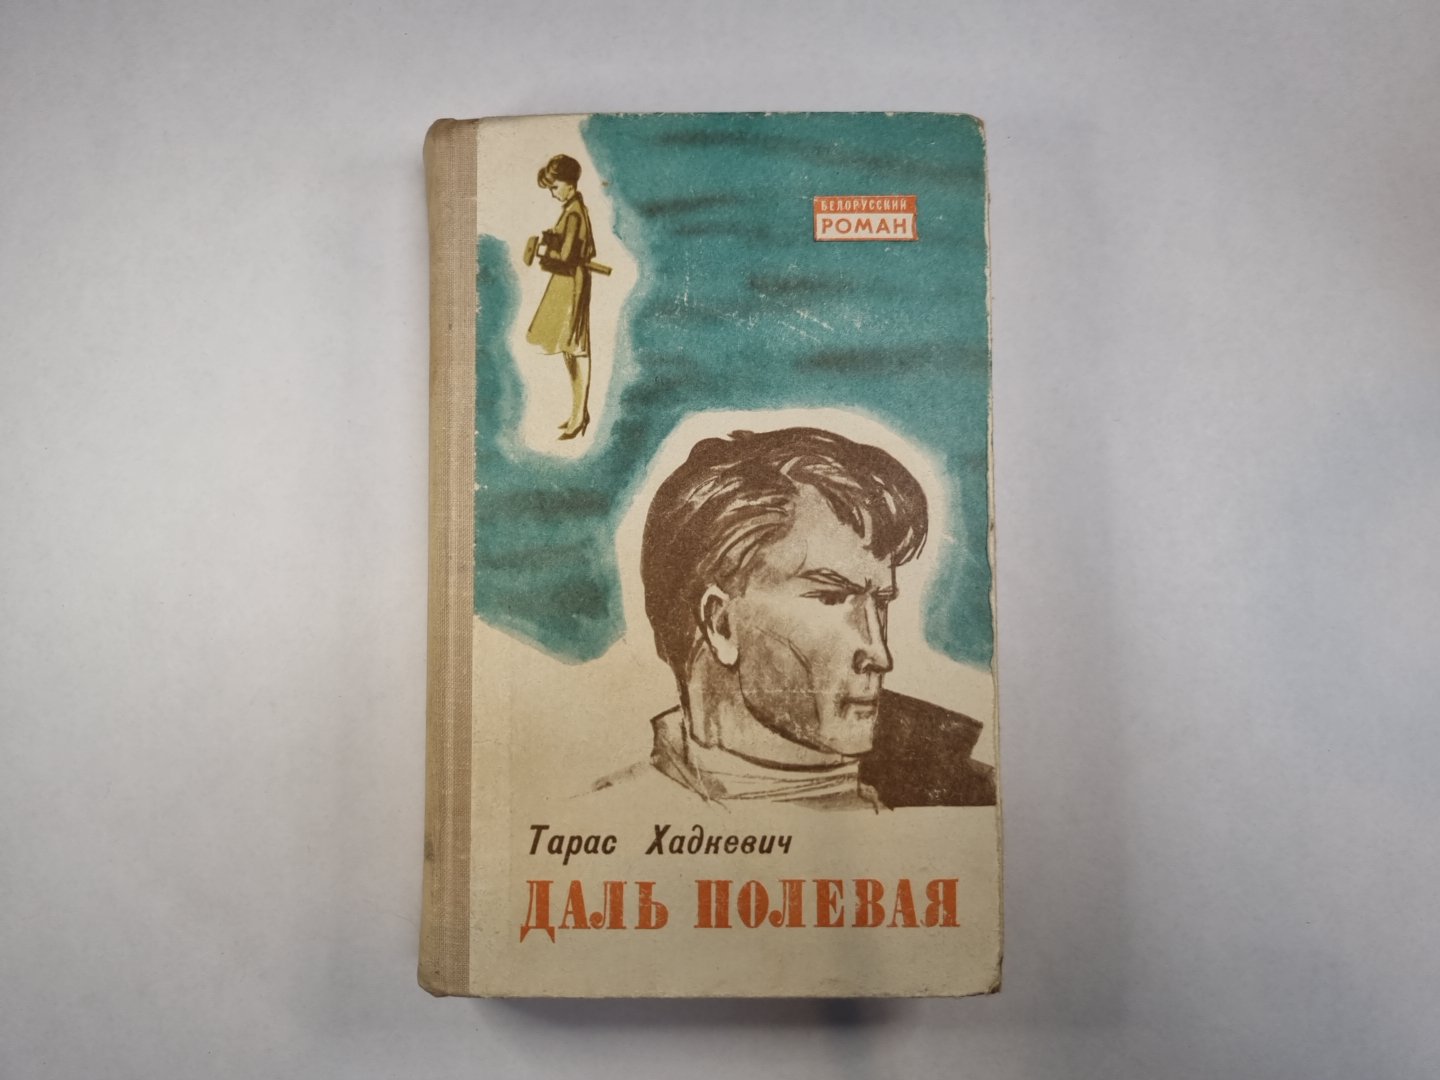 БЕЛОРУССКИЙ
РОМАН
Тарас Хадкевич
ДАЛЬ ПОЛЕВАЯ